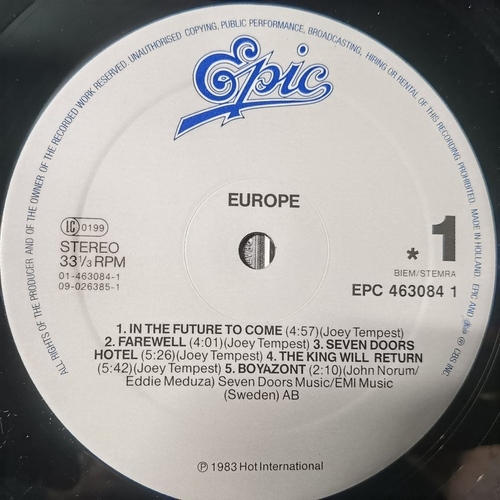 ALL RIGHTS OF THE PRODUCER AND OF THE OWNER OF THE RECORDED WORK RESERVED. UNAUTHORISED COPYING, PUBLIC PERFORMANCE, BROADCASTING, HIRING OR RENTAL OF THIS RECORDING PROHIBITED. MADE IN HOLLAND. EPIC AND
CBS INC.
Epic
EUROPE
LC 0199
STEREO
33 1/3 RPM
01-463084-1
09-026385-1
* 1
BIEM/STEMRA
EPC 463084 1
1. IN THE FUTURE TO COME (4:57)(Joey Tempest)
2. FAREWELL (4:01)(Joey Tempest) 3. SEVEN DOORS
HOTEL (5:26)(Joey Tempest) 4. THE KING WILL RETURN
(5:42)(Joey Tempest) 5. BOYAZONT (2:10)(John Norum/
Eddie Meduza) Seven Doors Music/EMI Music
(Sweden) AB
Ⓟ 1983 Hot International